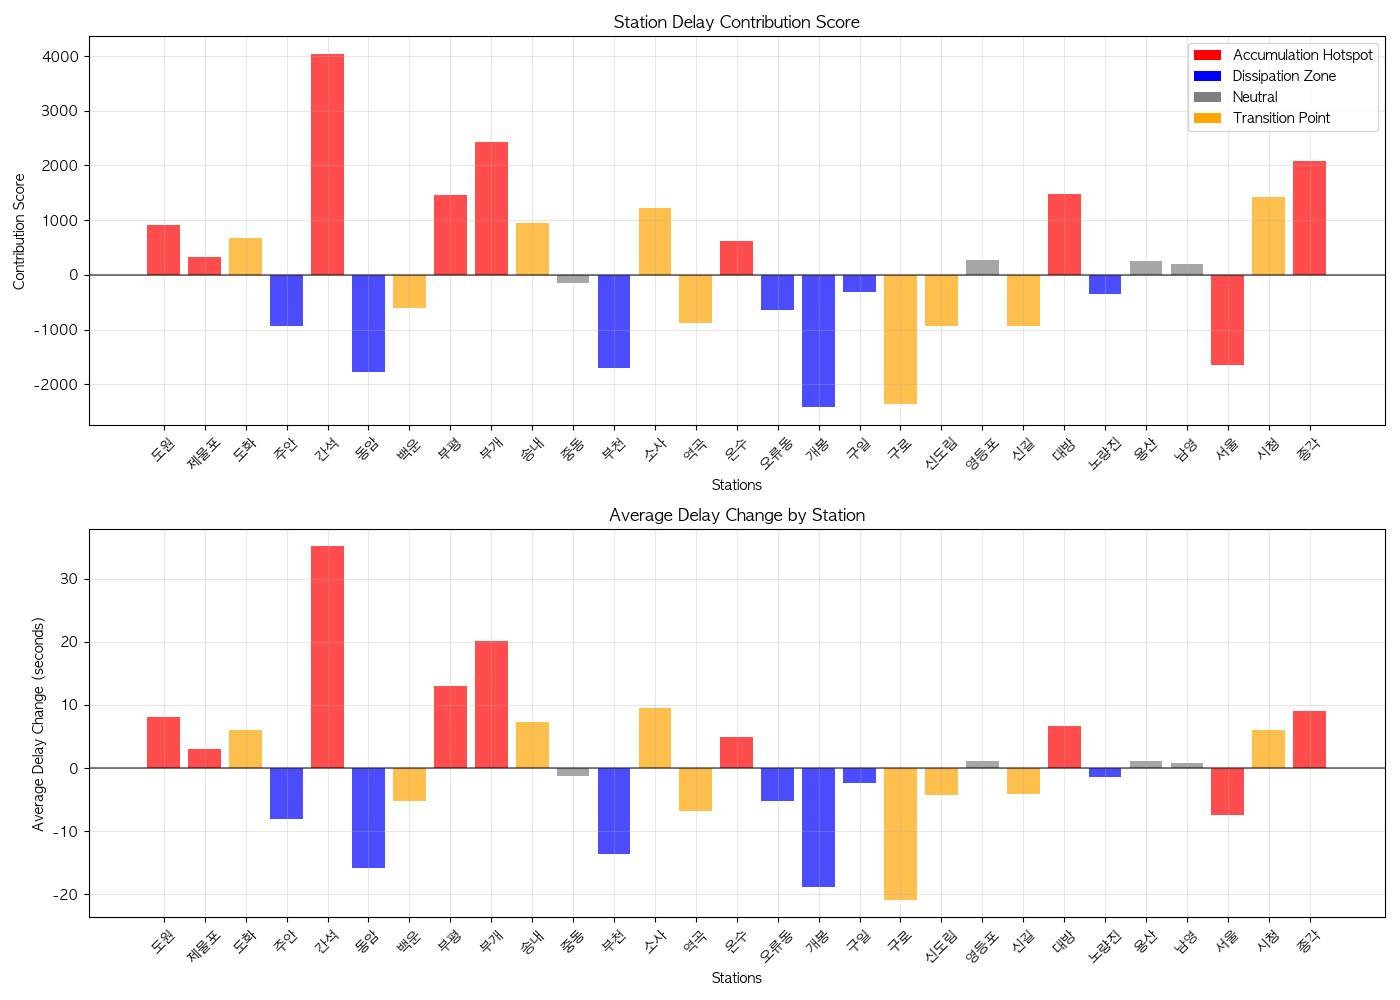 Station Delay Contribution Score
Accumulation Hotspot
Dissipation Zone
Neutral
Transition Point
Contribution Score
4000
3000
2000
1000
0
-1000
-2000
도원 제물포 도화 주안 간석 동암 백운 부평 부개 송내 중동 부천 소사 역곡 온수 오류동 개봉 구일 구로 신도림 영등포 신길 대방 노량진 용산 남영 서울 시청 종각
Stations
Average Delay Change by Station
Average Delay Change (seconds)
30
20
10
0
-10
-20
도원 제물포 도화 주안 간석 동암 백운 부평 부개 송내 중동 부천 소사 역곡 온수 오류동 개봉 구일 구로 신도림 영등포 신길 대방 노량진 용산 남영 서울 시청 종각
Stations